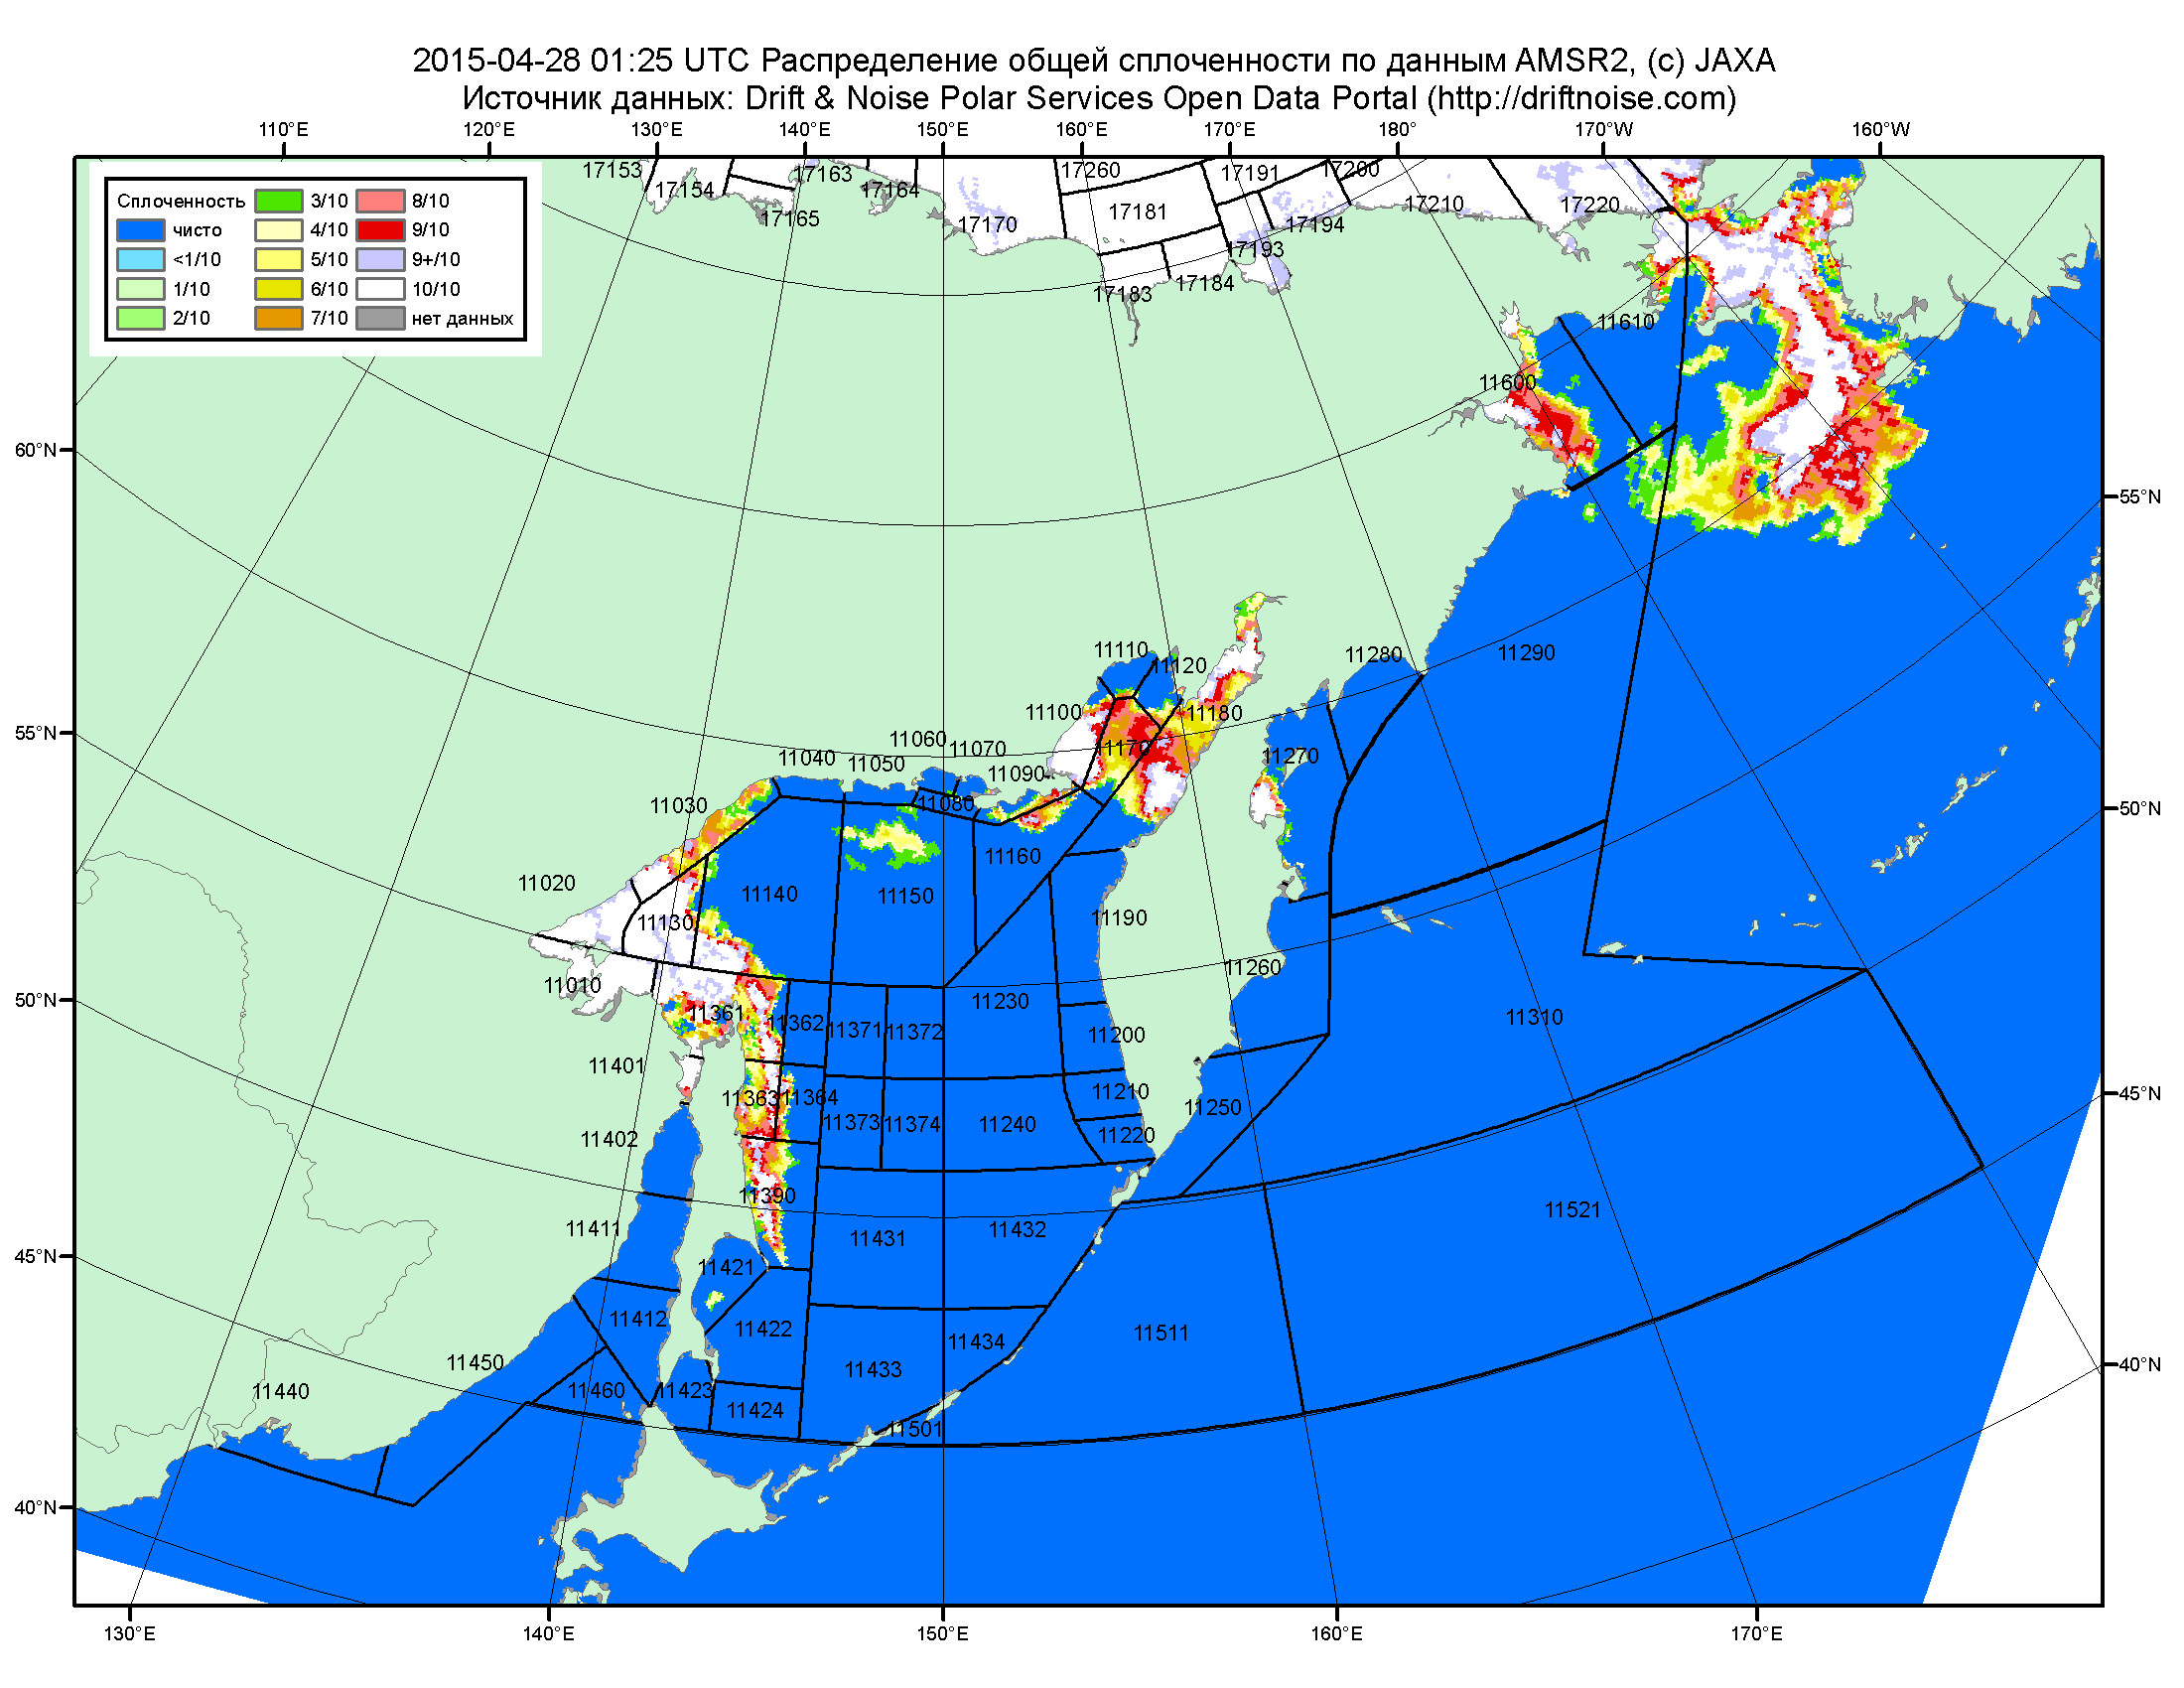 2015-04-28 01:25 UTC Распределение общей сплоченности по данным AMSR2, (c) JAXA
Источник данных: Drift & Noise Polar Services Open Data Portal (http://driftnoise.com)
110°E 120°E 130°E 140°E 150°E 160°E 170°E 180° 170°W 160°W
Сплоченность 3/10 8/10
чисто 4/10 9/10
<1/10 5/10 9+/10
1/10 6/10 10/10
2/10 7/10 нет данных
17153 17163 17260 17191 17200
17154 17164
17165 17170 17181 17194 17210 17220
17193
17183 17184
11610
11600
60°N
55°N
11110 11120 11280 11290
11100 11180
55°N 11060 11070 11170
11040 11050 11090 11270
11030 11080 50°N
11160
11020 11140 11150
11130 11190
11260
11010
50°N 11230
11361 11362 11371 11372 11200 11310
11401
11363 11364 11210 45°N
11373 11374 11240 11250
11402 11220
11390
11411 11431 11432 11521
45°N
11421
11412 11422 11434 11511
11450 11433 40°N
11440 11460 11423
11424
11501
40°N
130°E 140°E 150°E 160°E 170°E